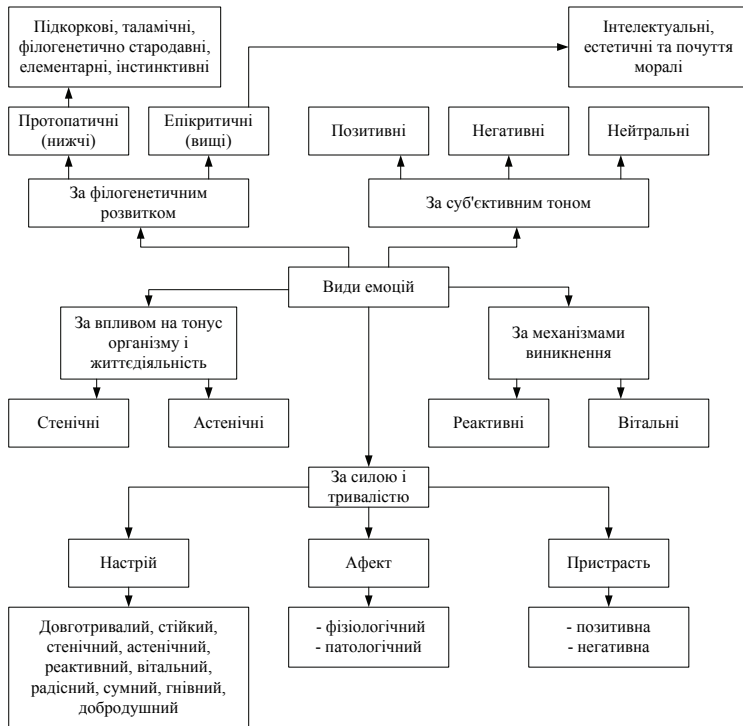 Підкоркові, таламічні,
філогенетично стародавні,
елементарні, інстинктивні
Інтелектуальні,
естетичні та почуття
моралі
Протопатичні
(нижчі)
Епікритичні
(вищі)
Позитивні
Негативні
Нейтральні
За філогенетичним
розвитком
За суб'єктивним тоном
Види емоцій
За впливом на тонус
організму і
життєдіяльність
За механізмами
виникнення
Стенічні
Астенічні
Реактивні
Вітальні
За силою і
тривалістю
Настрій
Афект
Пристрасть
Довготривалий, стійкий,
стенічний, астенічний,
реактивний, вітальний,
радісний, сумний, гнівний,
добродушний
- фізіологічний
- патологічний
- позитивна
- негативна